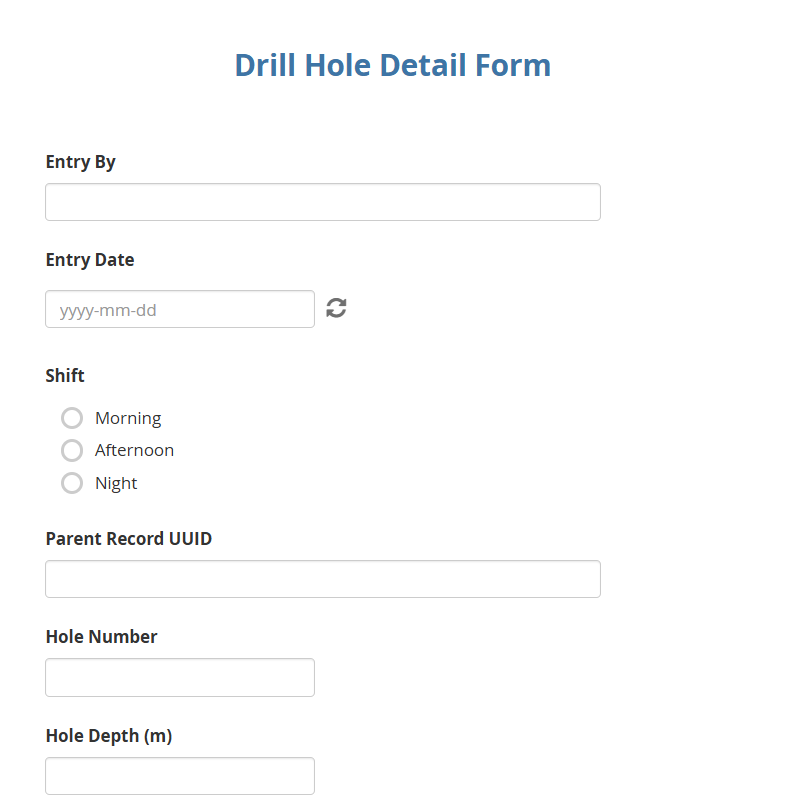 Drill Hole Detail Form
Entry By
Entry Date
yyyy-mm-dd
Shift
Morning
Afternoon
Night
Parent Record UUID
Hole Number
Hole Depth (m)